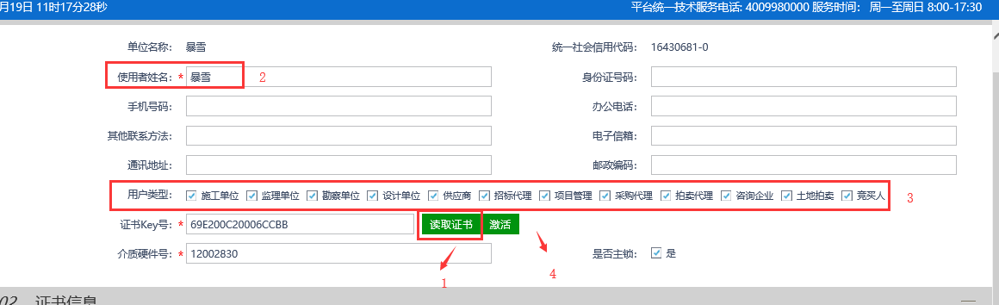 月19日 11时17分28秒 平台统一技术服务电话: 4009980000 服务时间: 周一至周日 8:00-17:30
单位名称: 暴雪 统一社会信用代码: 16430681-0
使用者姓名: * 暴雪 2 身份证号码:
手机号码: 办公电话:
其他联系方法: 电子信箱:
通讯地址: 邮政编码:
用户类型: 施工单位 监理单位 勘察单位 设计单位 供应商 招标代理 项目管理 采购代理 拍卖代理 咨询企业 土地拍卖 竞买人 3
证书Key号: * 69E200C20006CCBB 读取证书 激活
介质硬件号: * 12002830 是否主锁: 是
1 4
02 证书信息